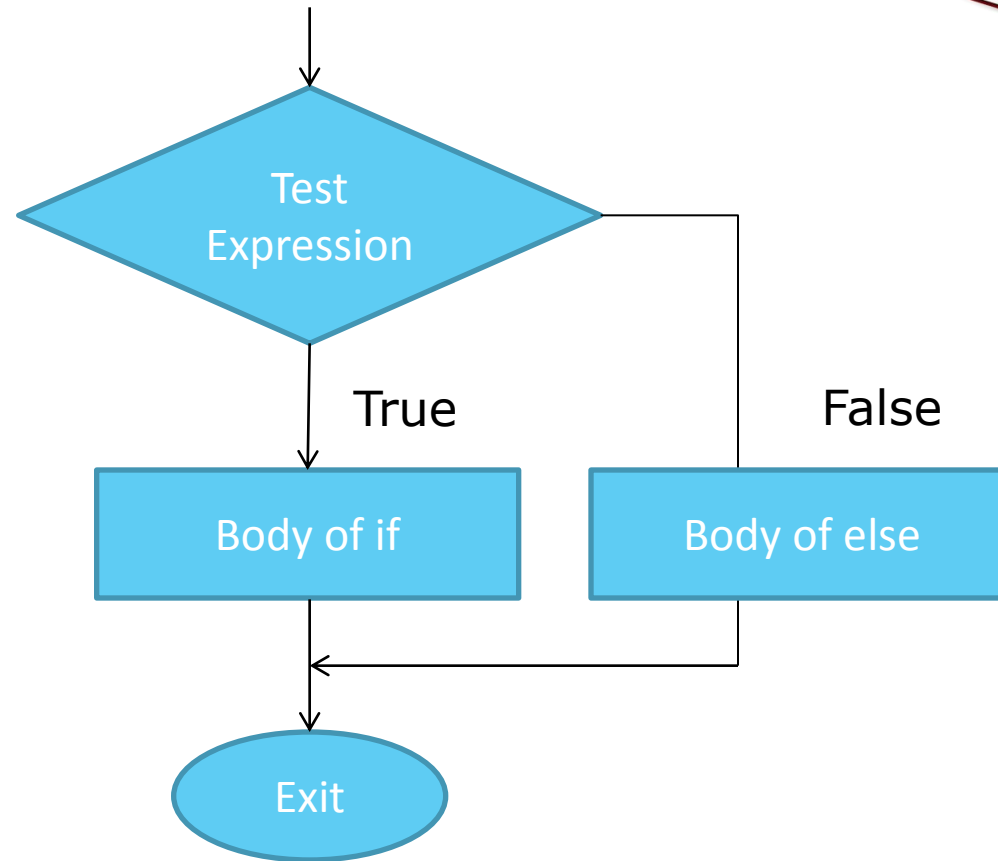 Test
Expression
True
False
Body of if
Body of else
Exit